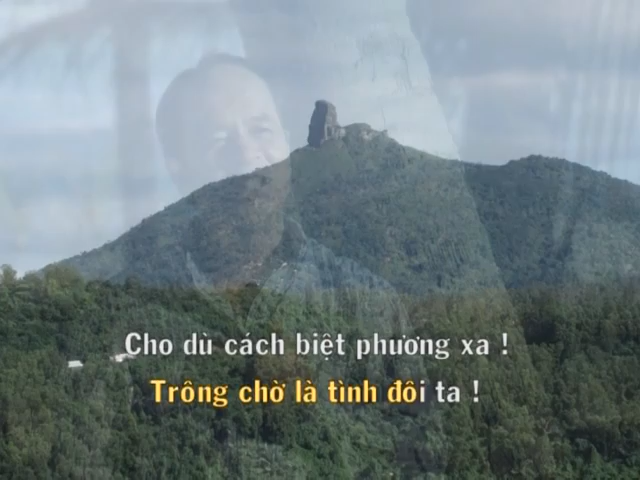 Cho dù cách biệt phương xa !
Trông chờ là tình đôi ta !